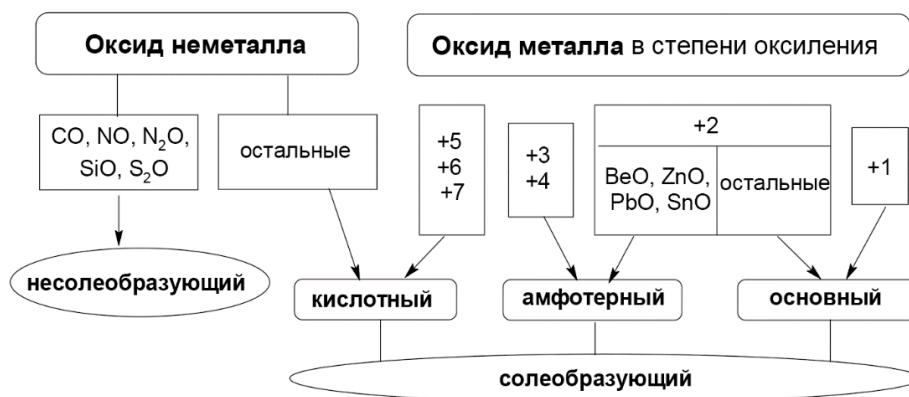 Оксид неметалла
Оксид металла в степени оксиления
CO, NO, N₂O,
SiO, S₂O
остальные
+5
+6
+7
+3
+4
+2
BeO, ZnO,
PbO, SnO
остальные
+1
несолеобразующий
кислотный
амфотерный
основный
солеобразующий